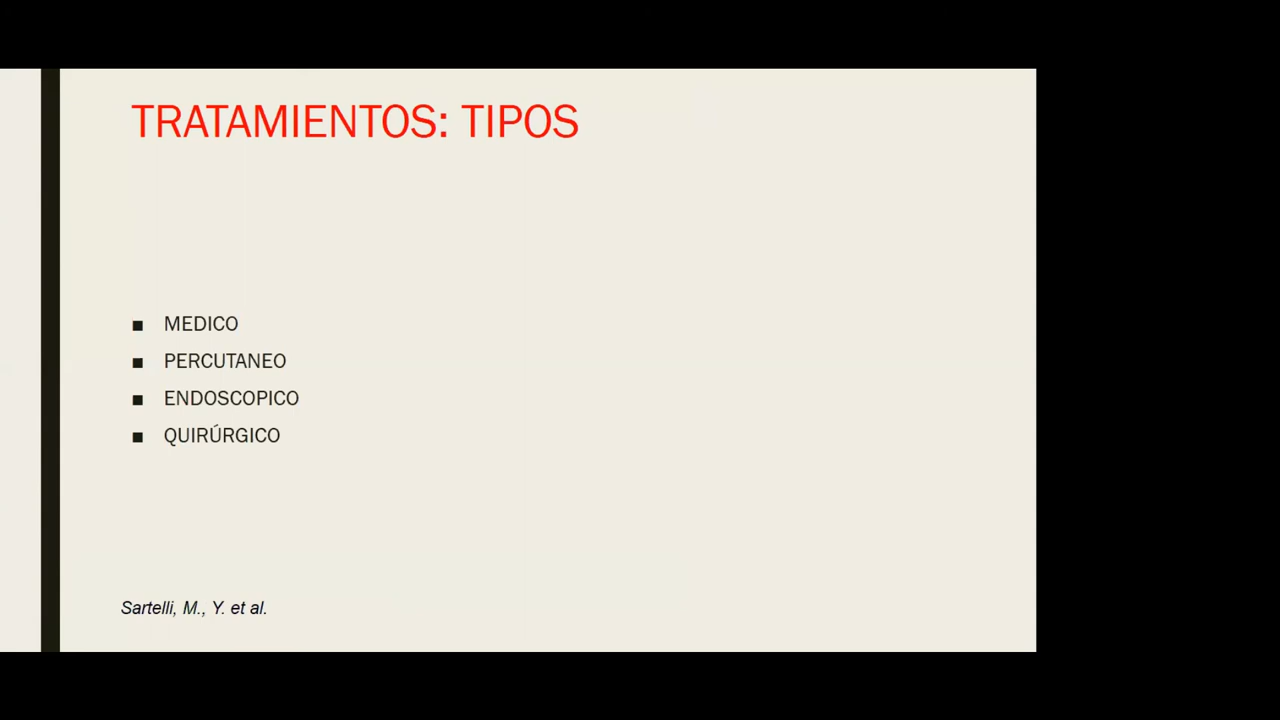 TRATAMIENTOS: TIPOS
■ MEDICO
■ PERCUTANEO
■ ENDOSCOPICO
■ QUIRÚRGICO
Sartelli, M., Y. et al.